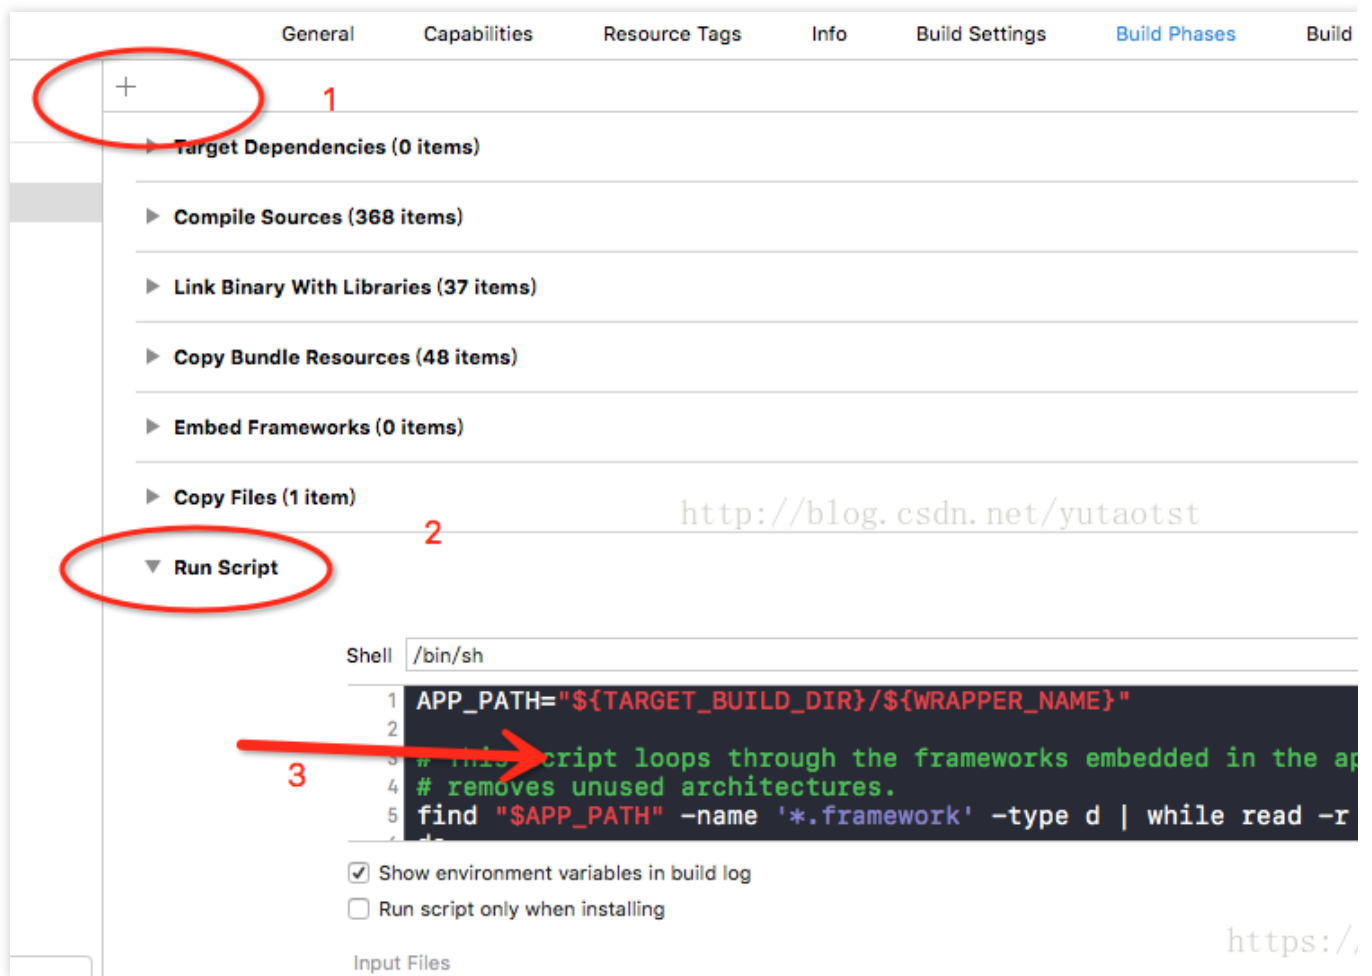 General Capabilities Resource Tags Info Build Settings Build Phases Build
+
1
Target Dependencies (0 items)
Compile Sources (368 items)
Link Binary With Libraries (37 items)
Copy Bundle Resources (48 items)
Embed Frameworks (0 items)
Copy Files (1 item)
http://blog.csdn.net/yutaotst
2
Run Script
Shell /bin/sh
1 APP_PATH="${TARGET_BUILD_DIR}/${WRAPPER_NAME}"
2
3 # This script loops through the frameworks embedded in the ap
4 # removes unused architectures.
5 find "$APP_PATH" -name '*.framework' -type d | while read -r
3
Show environment variables in build log
Run script only when installing
https:/
Input Files